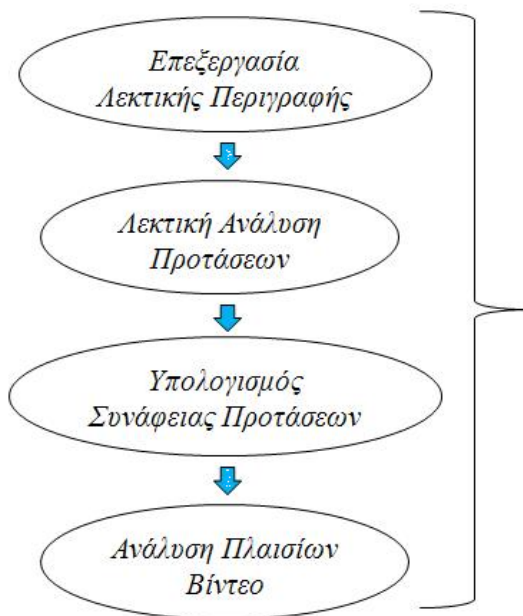 Επεξεργασία
Λεκτικής Περιγραφής
Λεκτική Ανάλυση
Προτάσεων
Υπολογισμός
Συνάφειας Προτάσεων
Ανάλυση Πλαισίων
Βίντεο